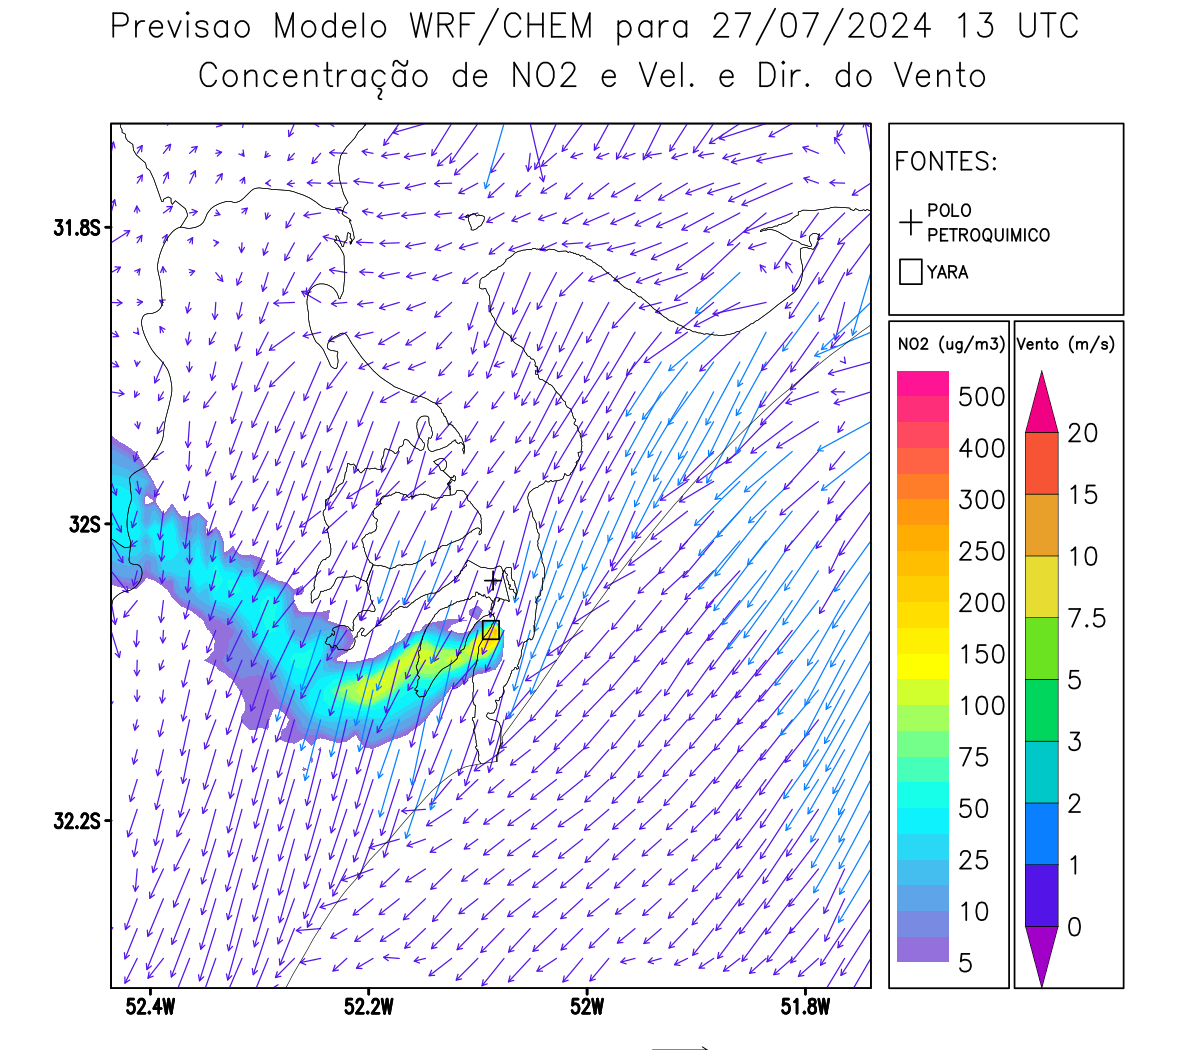 Previsao Modelo WRF/CHEM para 27/07/2024 13 UTC
Concentração de NO2 e Vel. e Dir. do Vento
FONTES:
POLO
PETROQUIMICO
YARA
NO2 (ug/m3)
500
400
300
250
200
150
100
75
50
25
10
5
Vento (m/s)
20
15
10
7.5
5
3
2
1
0
31.8S
32S
32.2S
52.4W 52.2W 52W 51.8W